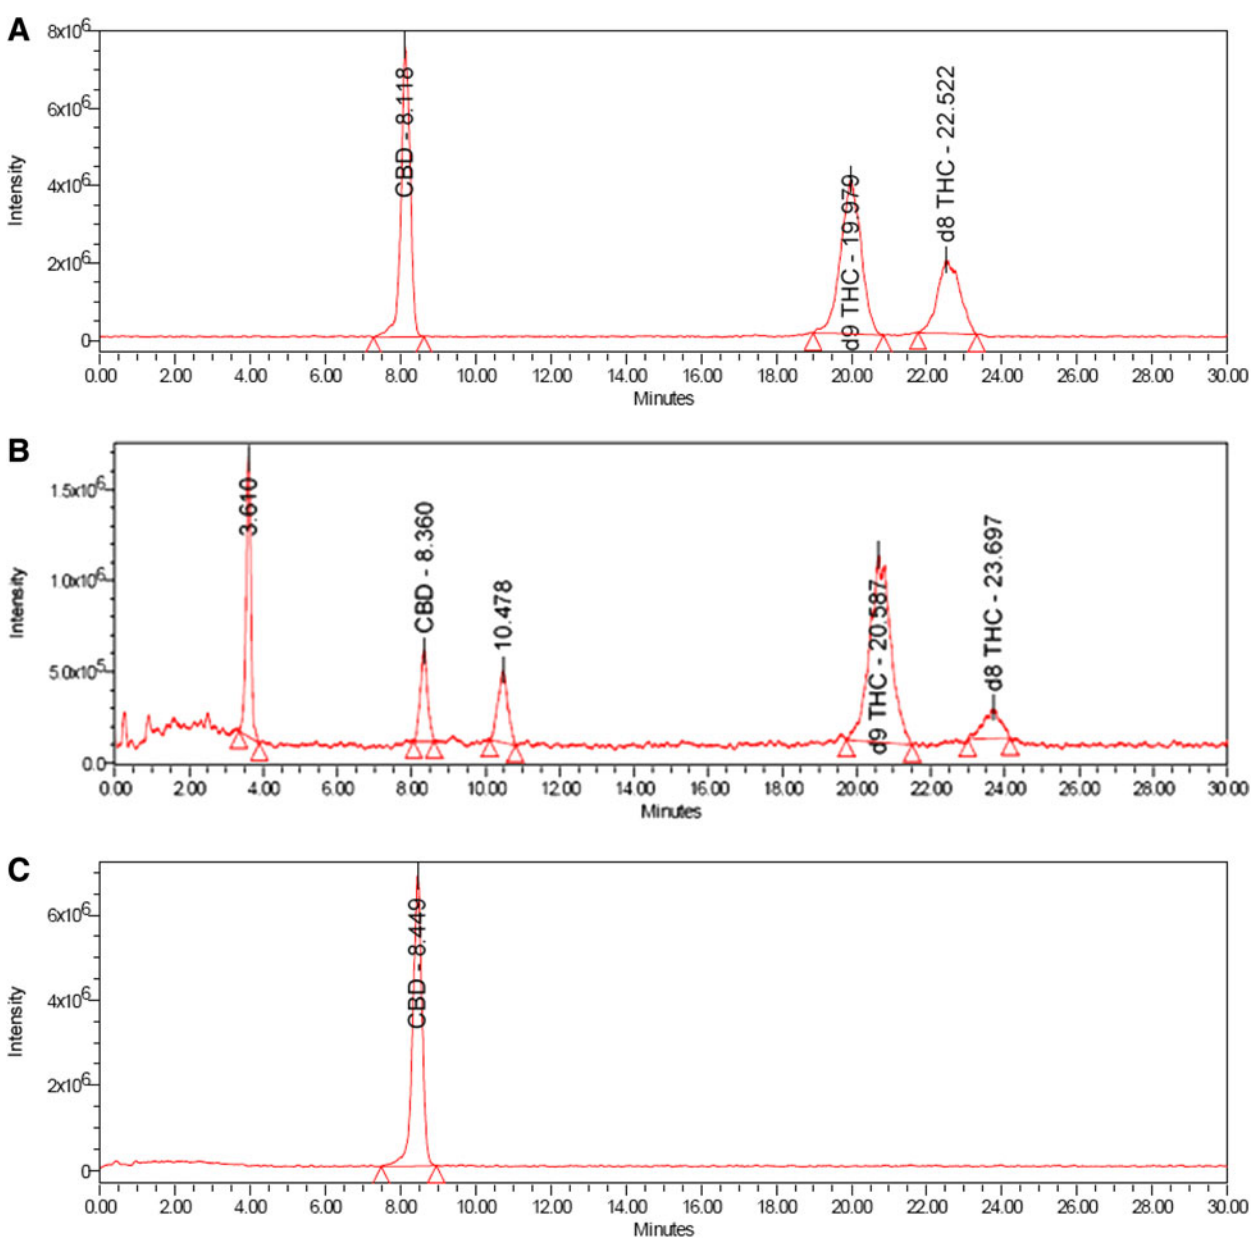 A
8x10⁶
CBD - 8.118
d9 THC - 19.979
d8 THC - 22.522
6x10⁶
4x10⁶
2x10⁶
0
Intensity
0.00 2.00 4.00 6.00 8.00 10.00 12.00 14.00 16.00 18.00 20.00 22.00 24.00 26.00 28.00 30.00
Minutes
B
3.610
CBD - 8.360
10.478
d9 THC - 20.587
d8 THC - 23.697
1.5x10⁶
1.0x10⁶
5.0x10⁵
0.0
Intensity
0.00 2.00 4.00 6.00 8.00 10.00 12.00 14.00 16.00 18.00 20.00 22.00 24.00 26.00 28.00 30.00
Minutes
C
CBD - 8.449
6x10⁶
4x10⁶
2x10⁶
0
Intensity
0.00 2.00 4.00 6.00 8.00 10.00 12.00 14.00 16.00 18.00 20.00 22.00 24.00 26.00 28.00 30.00
Minutes